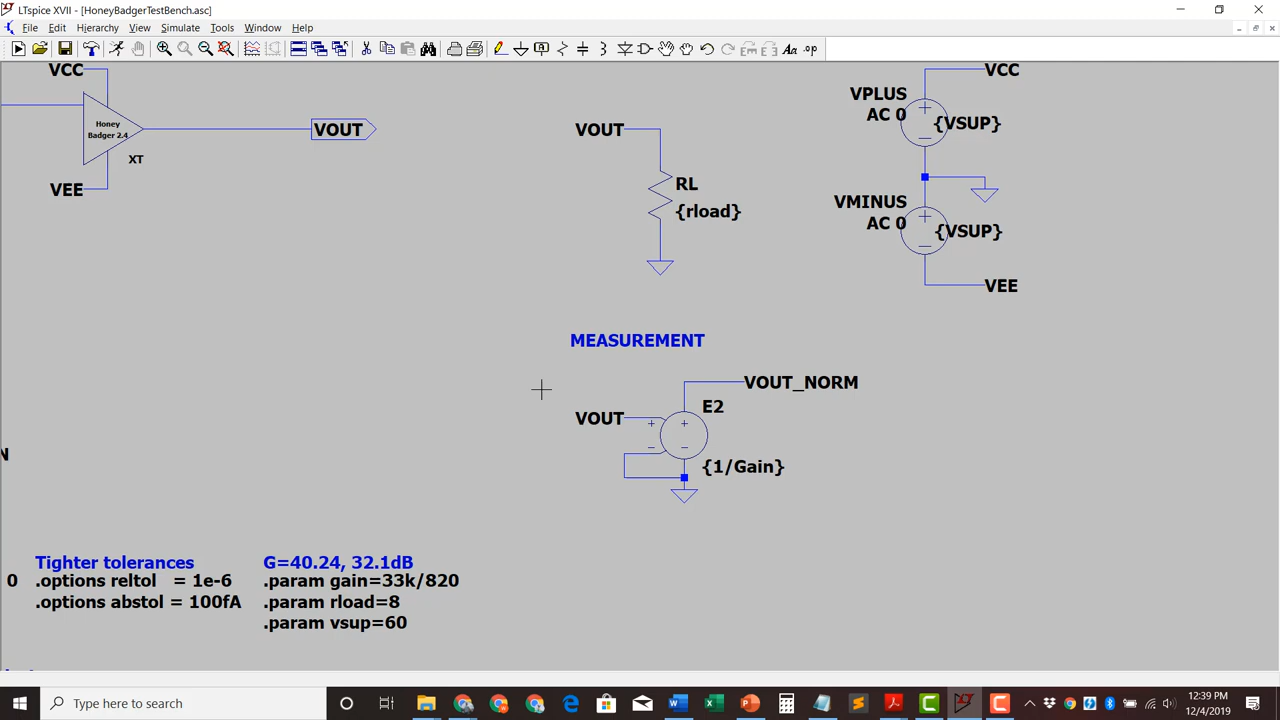 LTspice XVII - [HoneyBadgerTestBench.asc]
File Edit Hierarchy View Simulate Tools Window Help
VCC
Honey
Badger 2.4
XT
VEE
VOUT
VOUT
RL
{rload}
VCC
VPLUS
AC 0
{VSUP}
VMINUS
AC 0
{VSUP}
VEE
MEASUREMENT
VOUT_NORM
E2
VOUT
{1/Gain}
N
Tighter tolerances
0 .options reltol = 1e-6
.options abstol = 100fA
G=40.24, 32.1dB
.param gain=33k/820
.param rload=8
.param vsup=60
Type here to search
12:39 PM
12/4/2019